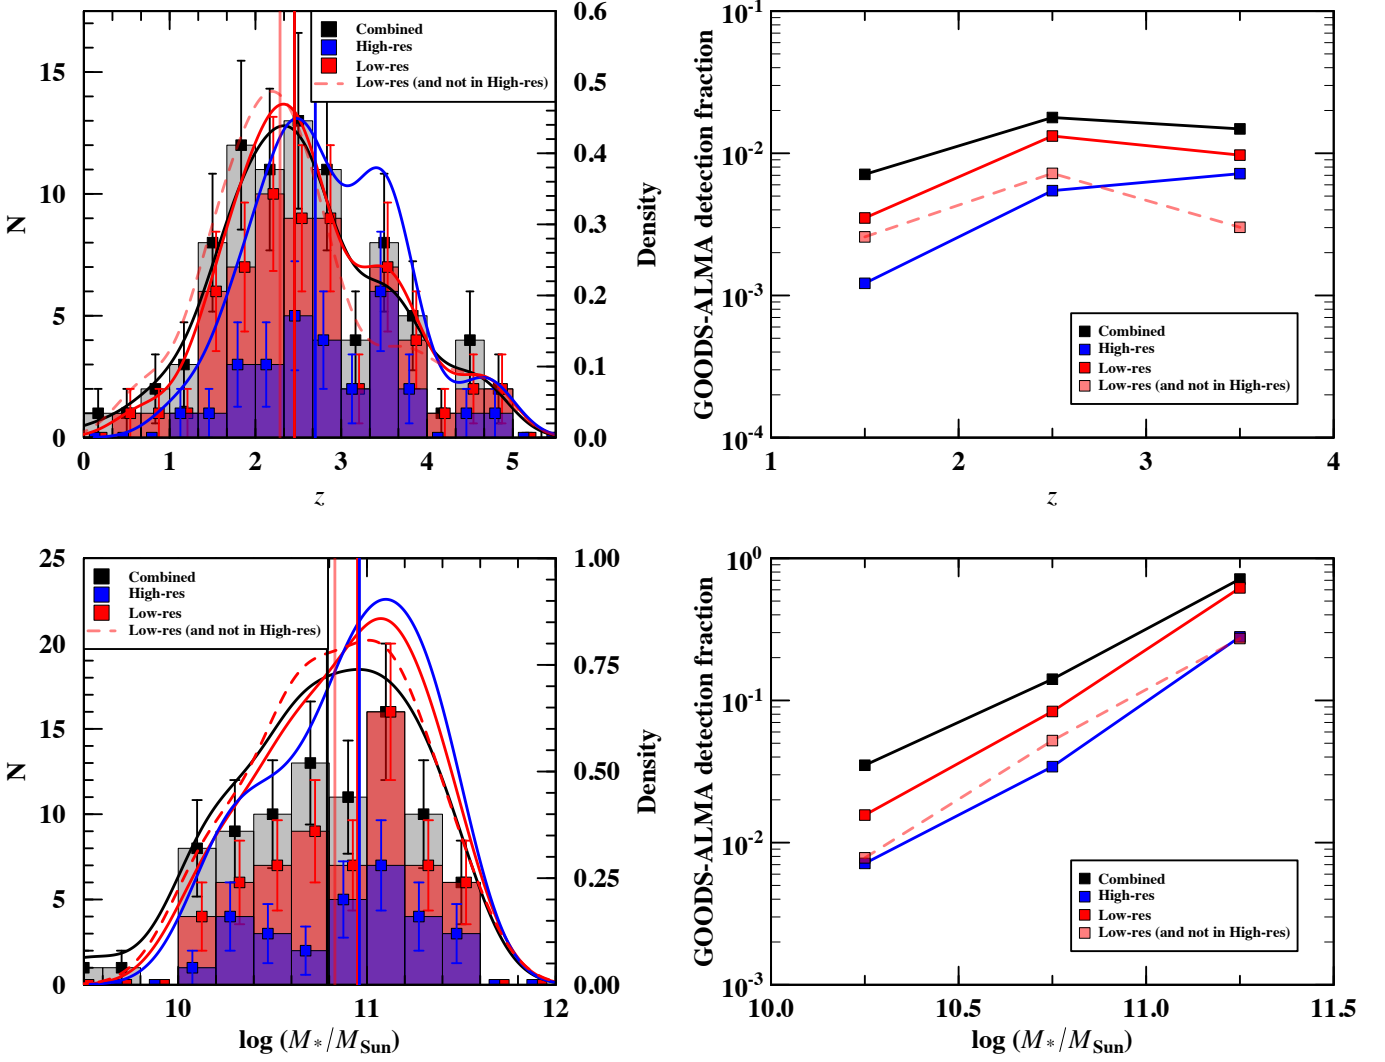 0.6
Combined
High-res
Low-res
Low-res (and not in High-res)
15
10
5
0
N
0.5
0.4
0.3
0.2
0.1
0.0
Density
0 1 2 3 4 5
z
10^-1
10^-2
10^-3
10^-4
GOODS-ALMA detection fraction
Combined
High-res
Low-res
Low-res (and not in High-res)
1 2 3 4
z
25
20
15
10
5
0
N
Combined
High-res
Low-res
Low-res (and not in High-res)
1.00
0.75
0.50
0.25
0.00
Density
10 11 12
log (M*/MSun)
10^0
10^-1
10^-2
10^-3
GOODS-ALMA detection fraction
Combined
High-res
Low-res
Low-res (and not in High-res)
10.0 10.5 11.0 11.5
log (M*/MSun)